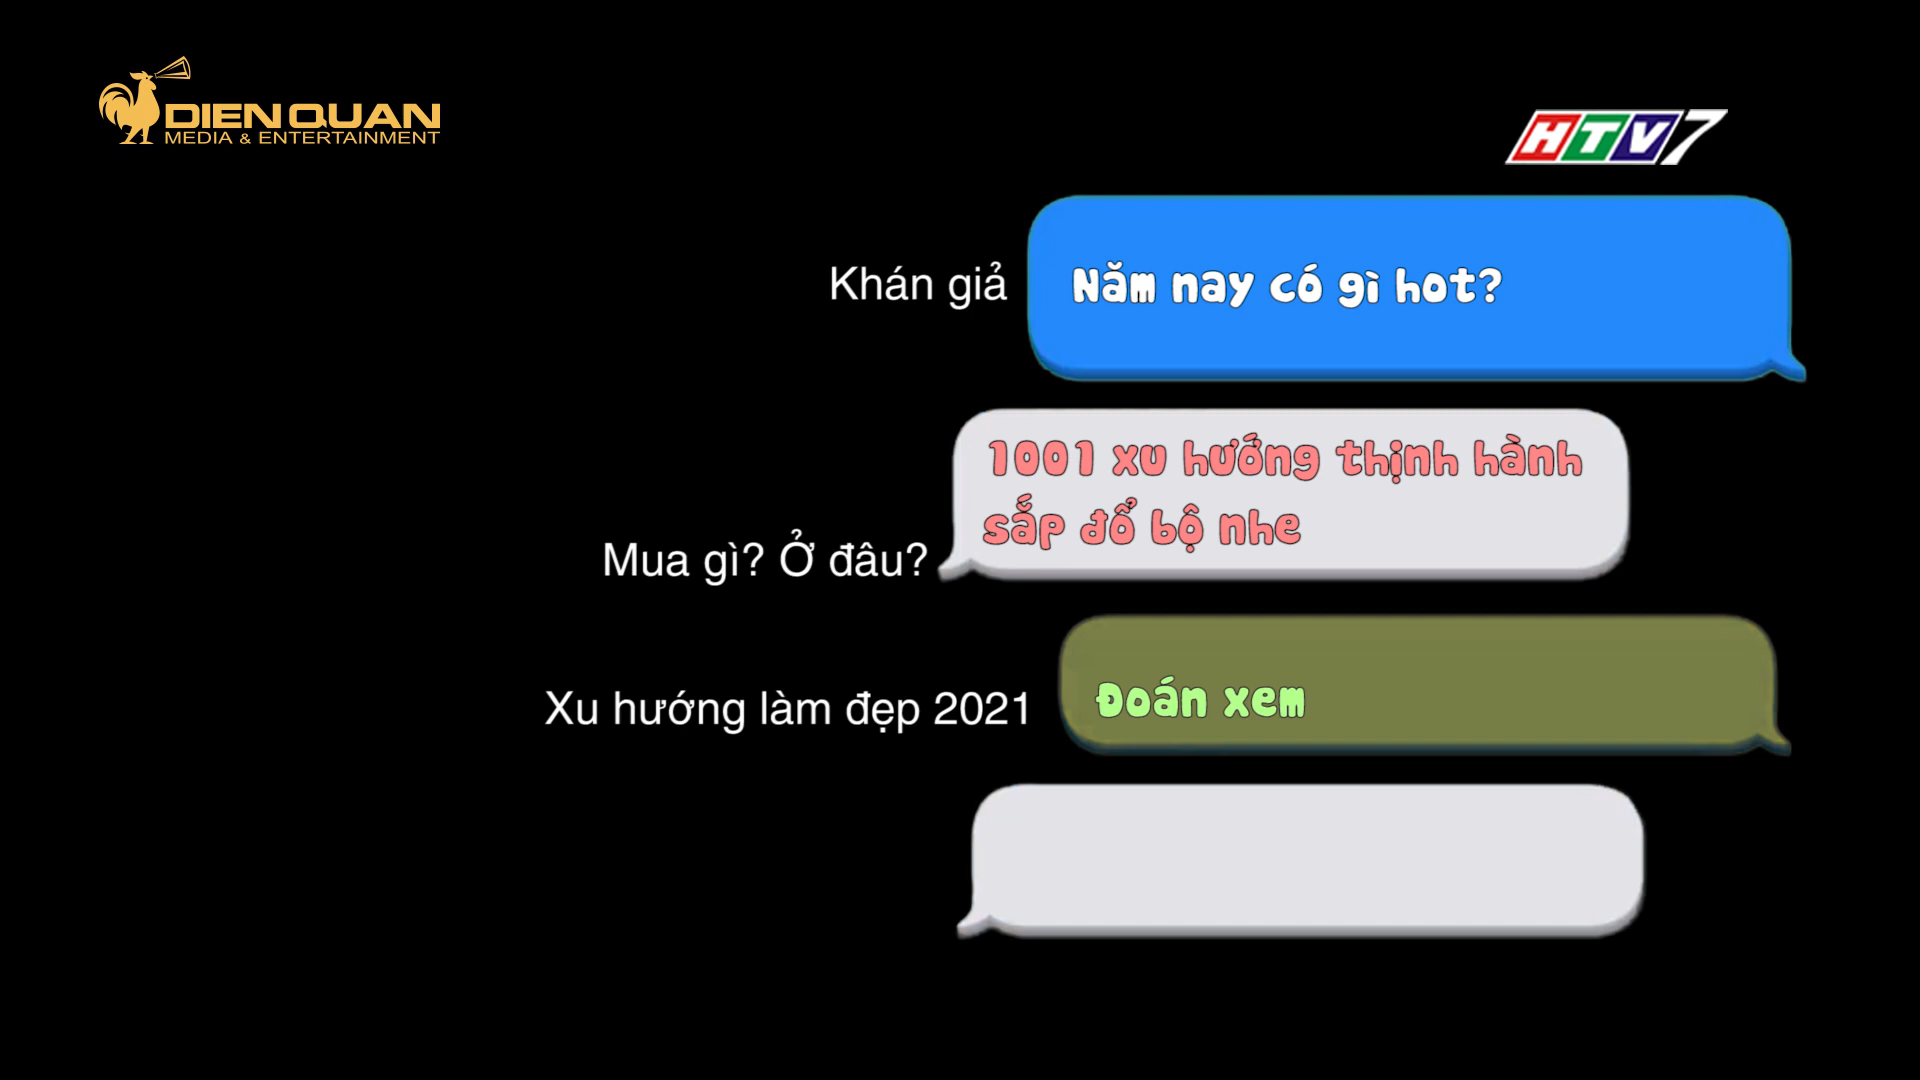 DIEN QUAN
MEDIA & ENTERTAINMENT
HTV7
Khán giả
Năm nay có gì hot?
1001 xu hướng thịnh hành
sắp đổ bộ nhe
Mua gì? Ở đâu?
Xu hướng làm đẹp 2021
Đoán xem